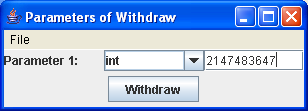 Parameters of Withdraw
File
Parameter 1: int 2147483647
Withdraw